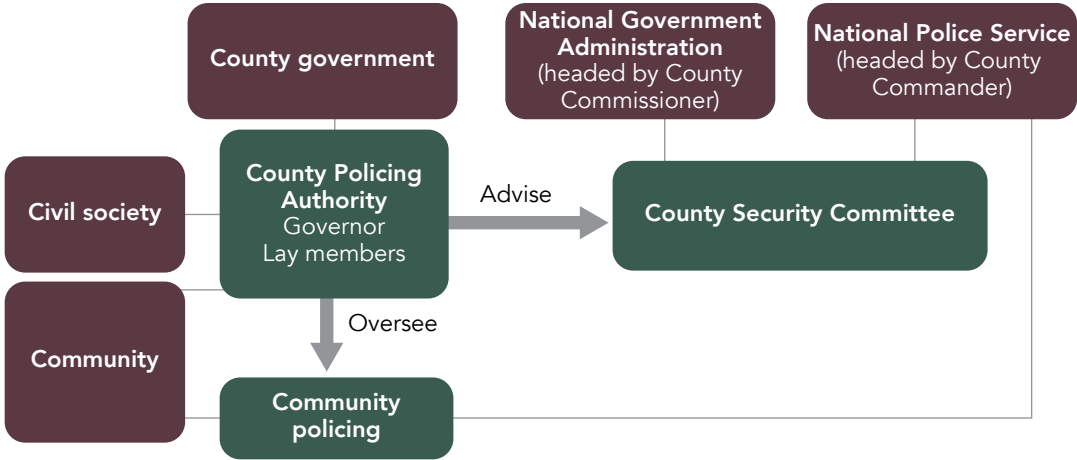 County government
National Government
Administration
(headed by County
Commissioner)
National Police Service
(headed by County
Commander)
Civil society
County Policing
Authority
Governor
Lay members
Advise
County Security Committee
Oversee
Community
Community
policing